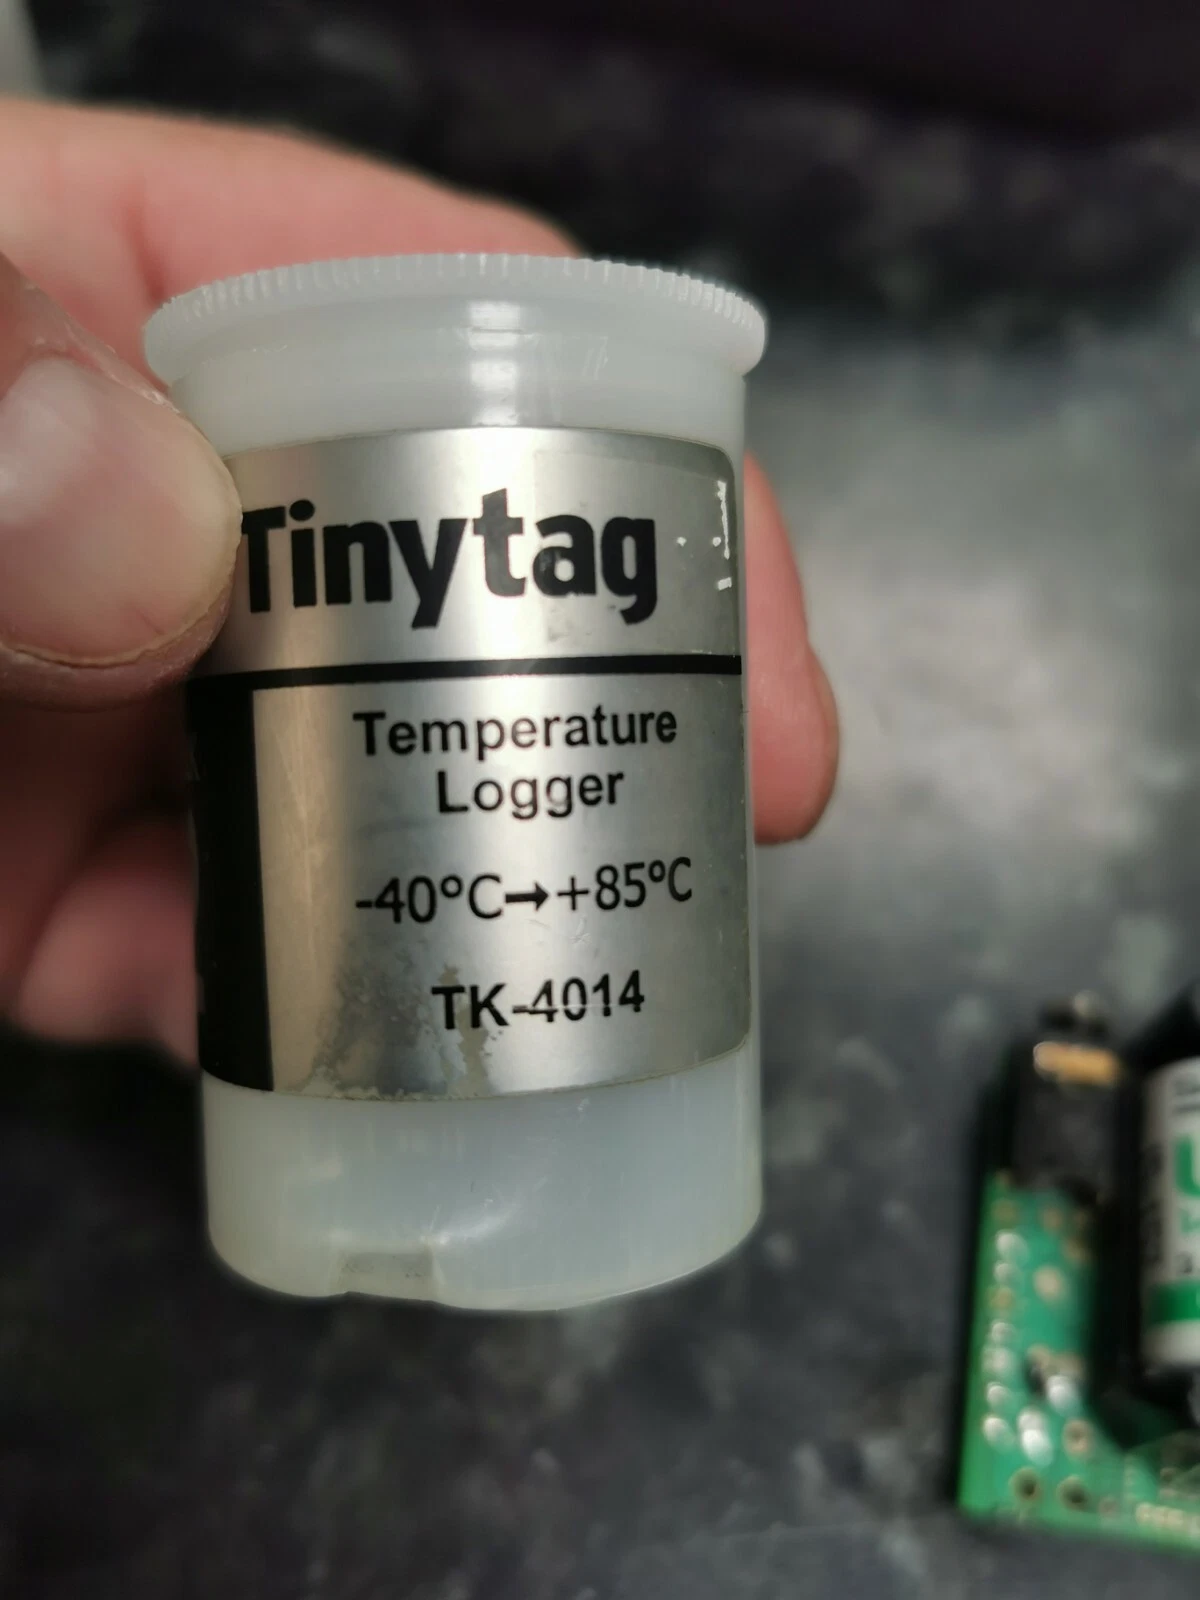 Tinytag
Temperature
Logger
-40°C→+85°C
TK-4014